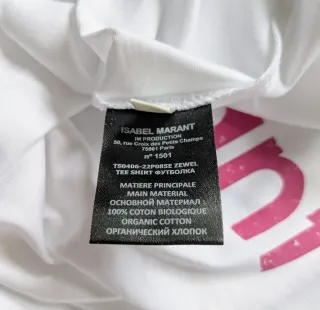 ISABEL MARANT
IM PRODUCTION
50, rue Croix des Petits Champs
75001 Paris
n° 1501
TS0406-22P085E ZEWEL
TEE SHIRT ФУТБОЛКА
MATIERE PRINCIPALE
MAIN MATERIAL
ОСНОВНОЙ МАТЕРИАЛ
100% COTON BIOLOGIQUE
ORGANIC COTTON
ОРГАНИЧЕСКИЙ ХЛОПОК